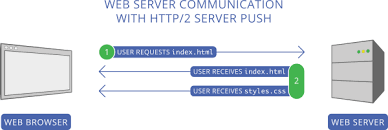 WEB SERVER COMMUNICATION
WITH HTTP/2 SERVER PUSH
1 USER REQUESTS index.html
USER RECEIVES index.html
2
USER RECEIVES styles.css
WEB BROWSER
WEB SERVER